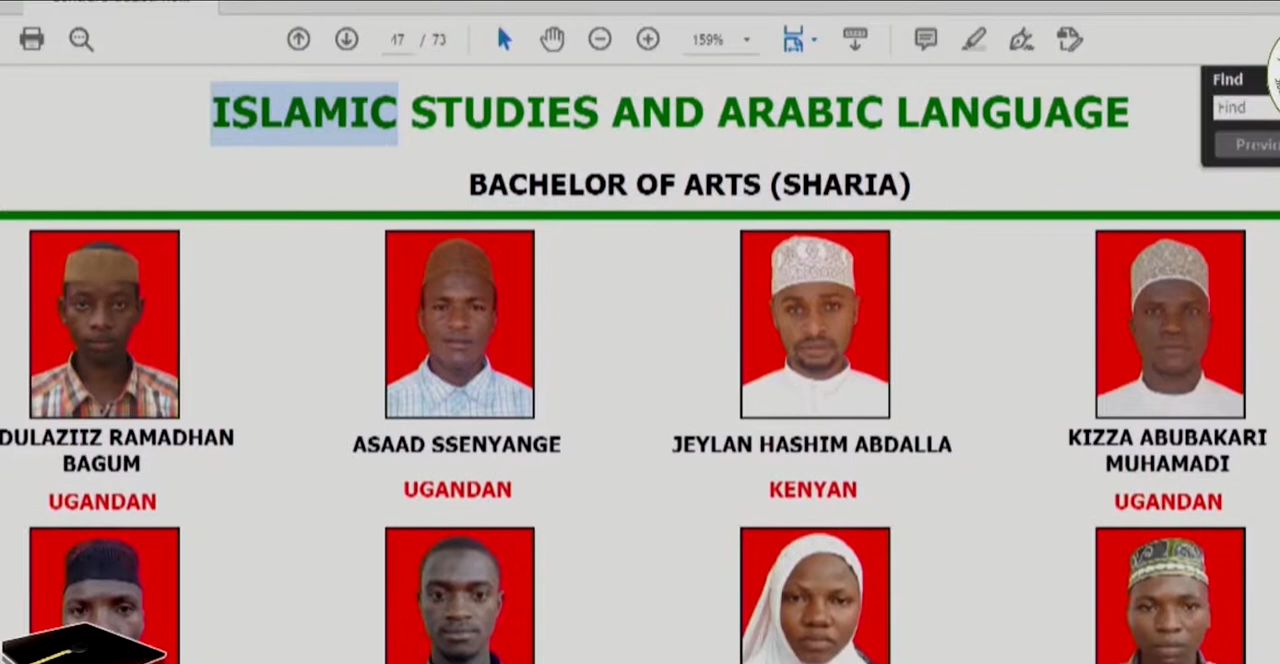 47 / 73
159%
Find
Find
ISLAMIC STUDIES AND ARABIC LANGUAGE
BACHELOR OF ARTS (SHARIA)
DULAZIIZ RAMADHAN
BAGUM
UGANDAN
ASAAD SSENYANGE
UGANDAN
JEYLAN HASHIM ABDALLA
KENYAN
KIZZA ABUBAKARI
MUHAMADI
UGANDAN